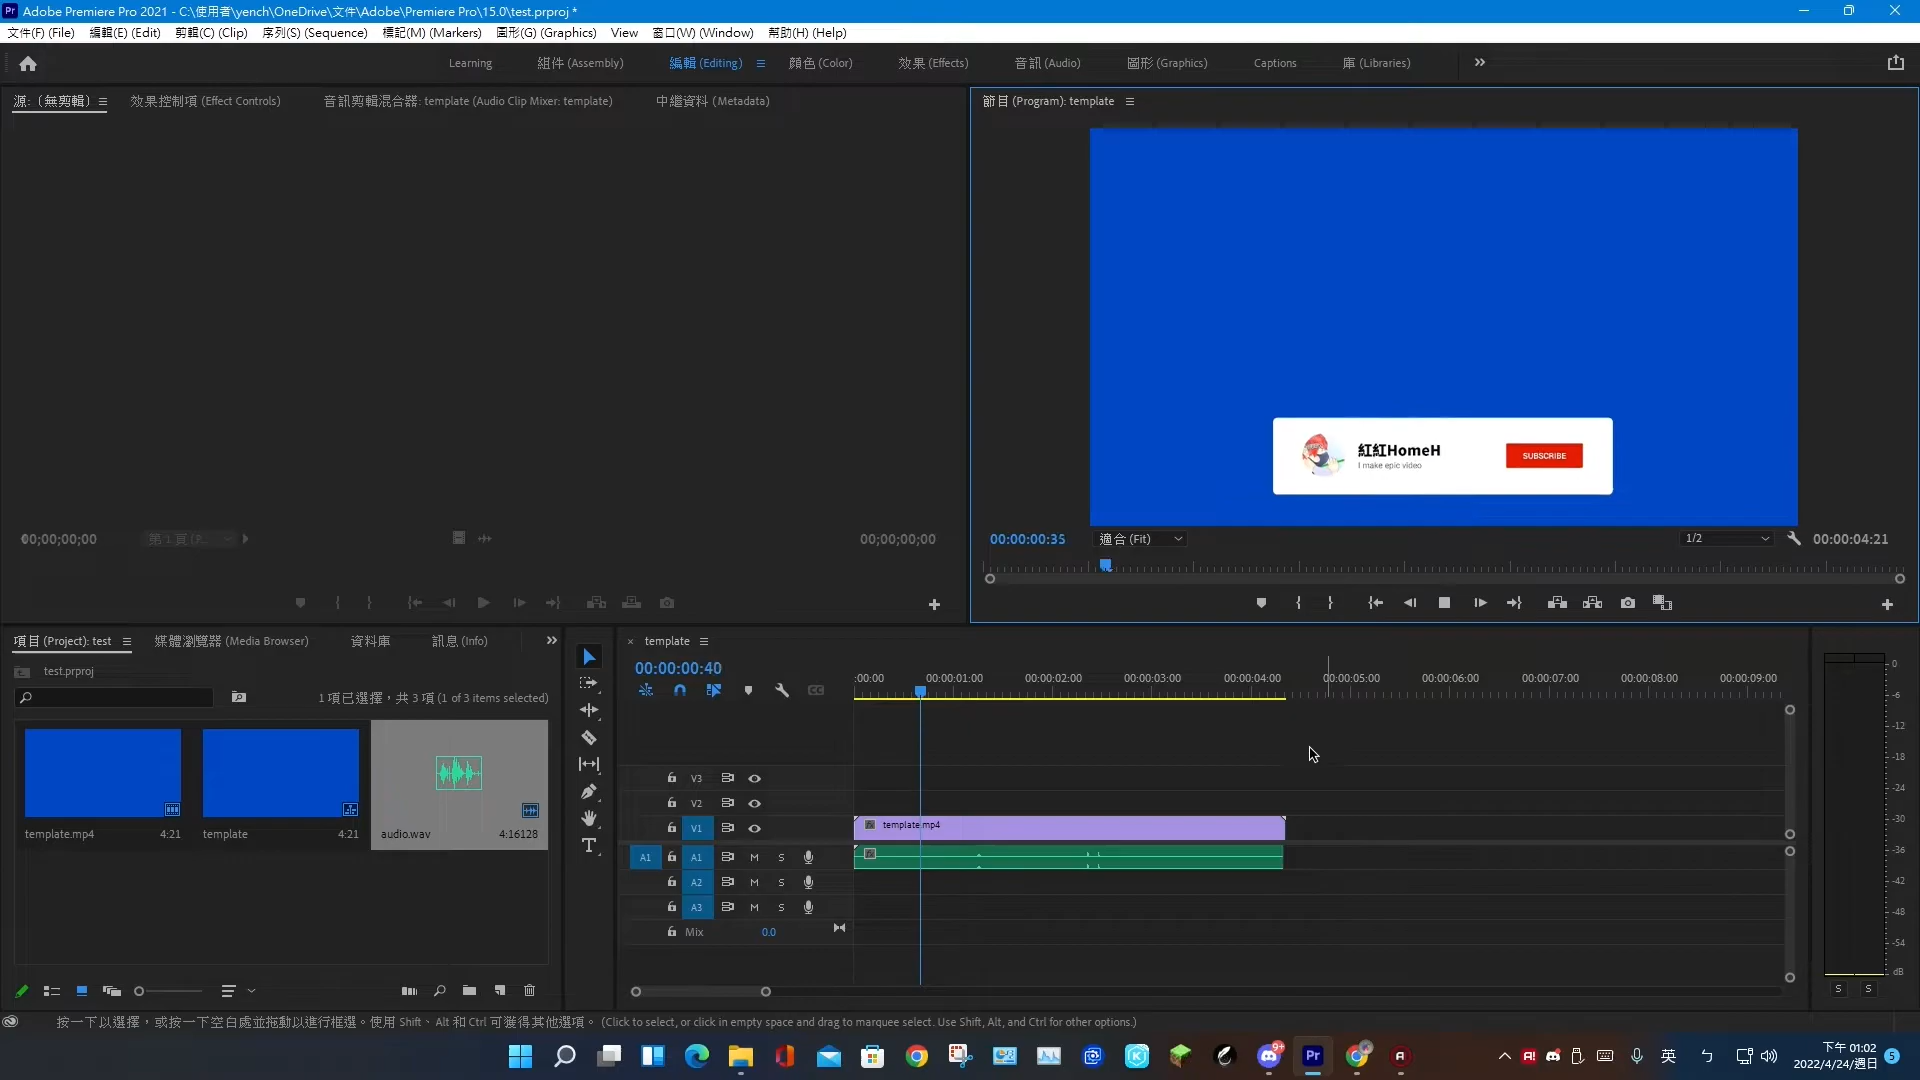 Adobe Premiere Pro 2021 - C:\使用者\yench\OneDrive\文件\Adobe\Premiere Pro\15.0\test.prproj *
文件(F) (File) 編輯(E) (Edit) 剪輯(C) (Clip) 序列(S) (Sequence) 標記(M) (Markers) 圖形(G) (Graphics) View 窗口(W) (Window) 幫助(H) (Help)
Learning 組件 (Assembly) 編輯 (Editing) 顏色 (Color) 效果 (Effects) 音訊 (Audio) 圖形 (Graphics) Captions 庫 (Libraries)
源:（無剪輯） 效果控制項 (Effect Controls) 音訊剪輯混合器: template (Audio Clip Mixer: template) 中繼資料 (Metadata)
節目 (Program): template
紅紅HomeH
I make epic video
SUBSCRIBE
00;00;00;00 第 1 頁 (P... 00;00;00;00
00:00:00:35 適合 (Fit) 1/2 00:00:04:21
項目 (Project): test 媒體瀏覽器 (Media Browser) 資料庫 訊息 (Info)
test.prproj
1 項已選擇，共 3 項 (1 of 3 items selected)
template.mp4 4:21
template 4:21
audio.wav 4:16128
× template
00:00:00:40
:00:00 00:00:01:00 00:00:02:00 00:00:03:00 00:00:04:00 00:00:05:00 00:00:06:00 00:00:07:00 00:00:08:00 00:00:09:00
V3
V2
V1 template.mp4
A1 A1 M S
A2 M S
A3 M S
Mix 0.0
0
-6
-12
-18
-24
-30
-36
-42
-48
-54
dB
S S
按一下以選擇，或按一下空白處並拖動以進行框選。使用 Shift、Alt 和 Ctrl 可獲得其他選項。 (Click to select, or click in empty space and drag to marquee select. Use Shift, Alt, and Ctrl for other options.)
英 ㄅ
下午 01:02
2022/4/24/週日
5
9+